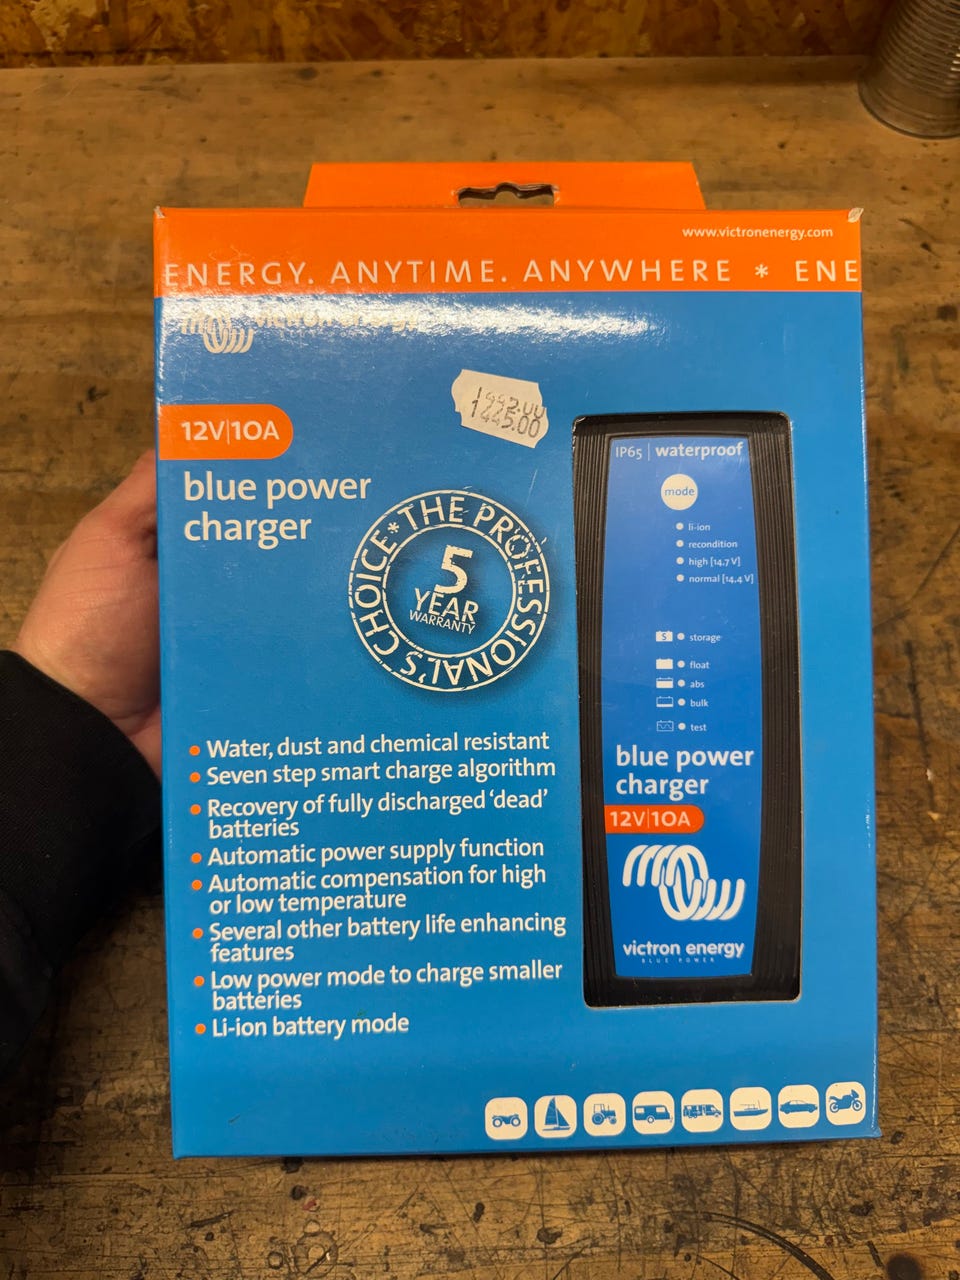 www.victronenergy.com
ENERGY. ANYTIME. ANYWHERE * ENE
victron energy
1445.00
12V|10A
blue power
charger
*THE PROFESSIONAL'S CHOICE
5
YEAR
WARRANTY
• Water, dust and chemical resistant
• Seven step smart charge algorithm
• Recovery of fully discharged ‘dead’
batteries
• Automatic power supply function
• Automatic compensation for high
or low temperature
• Several other battery life enhancing
features
• Low power mode to charge smaller
batteries
• Li-ion battery mode
IP65 | waterproof
mode
li-ion
recondition
high [14,7 V]
normal [14,4 V]
S storage
float
abs
bulk
test
blue power
charger
12V|10A
victron energy
BLUE POWER